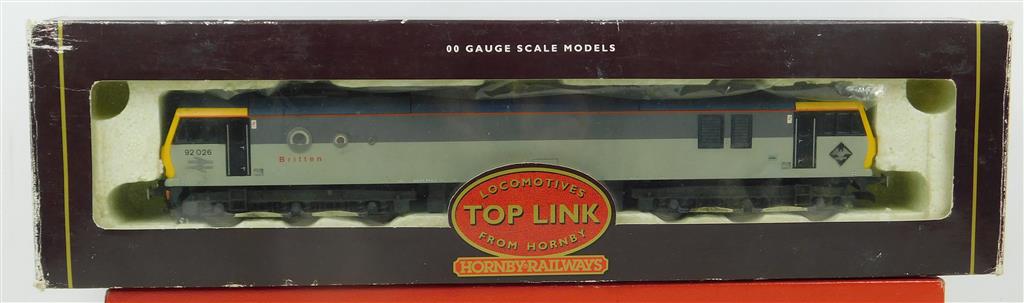 00 GAUGE SCALE MODELS
92 026
Britten
LOCOMOTIVES
TOP LINK
FROM HORNBY
HORNBY RAILWAYS